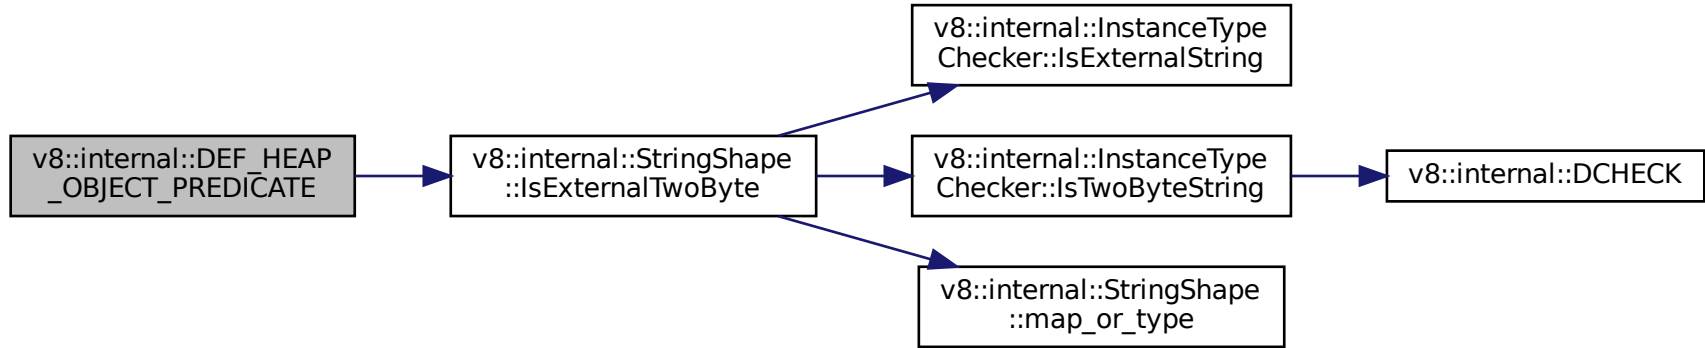 v8::internal::DEF_HEAP
_OBJECT_PREDICATE
v8::internal::StringShape
::IsExternalTwoByte
v8::internal::InstanceType
Checker::IsExternalString
v8::internal::InstanceType
Checker::IsTwoByteString
v8::internal::DCHECK
v8::internal::StringShape
::map_or_type